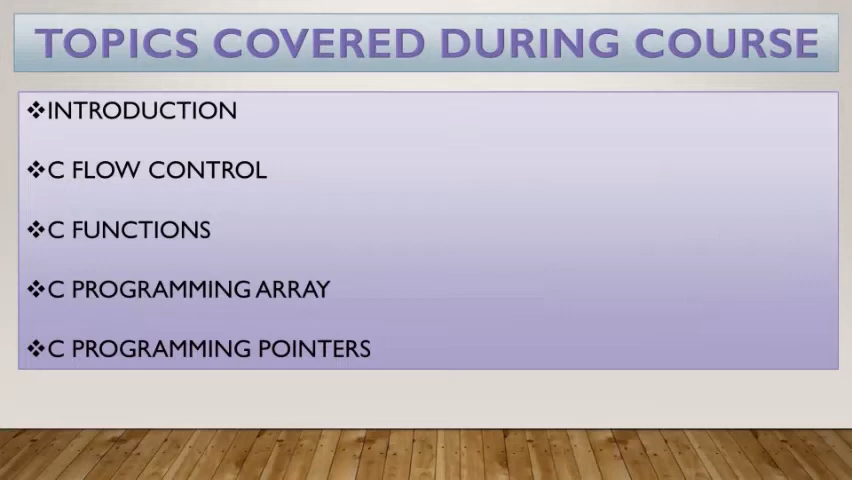 TOPICS COVERED DURING COURSE
❖INTRODUCTION
❖C FLOW CONTROL
❖C FUNCTIONS
❖C PROGRAMMING ARRAY
❖C PROGRAMMING POINTERS